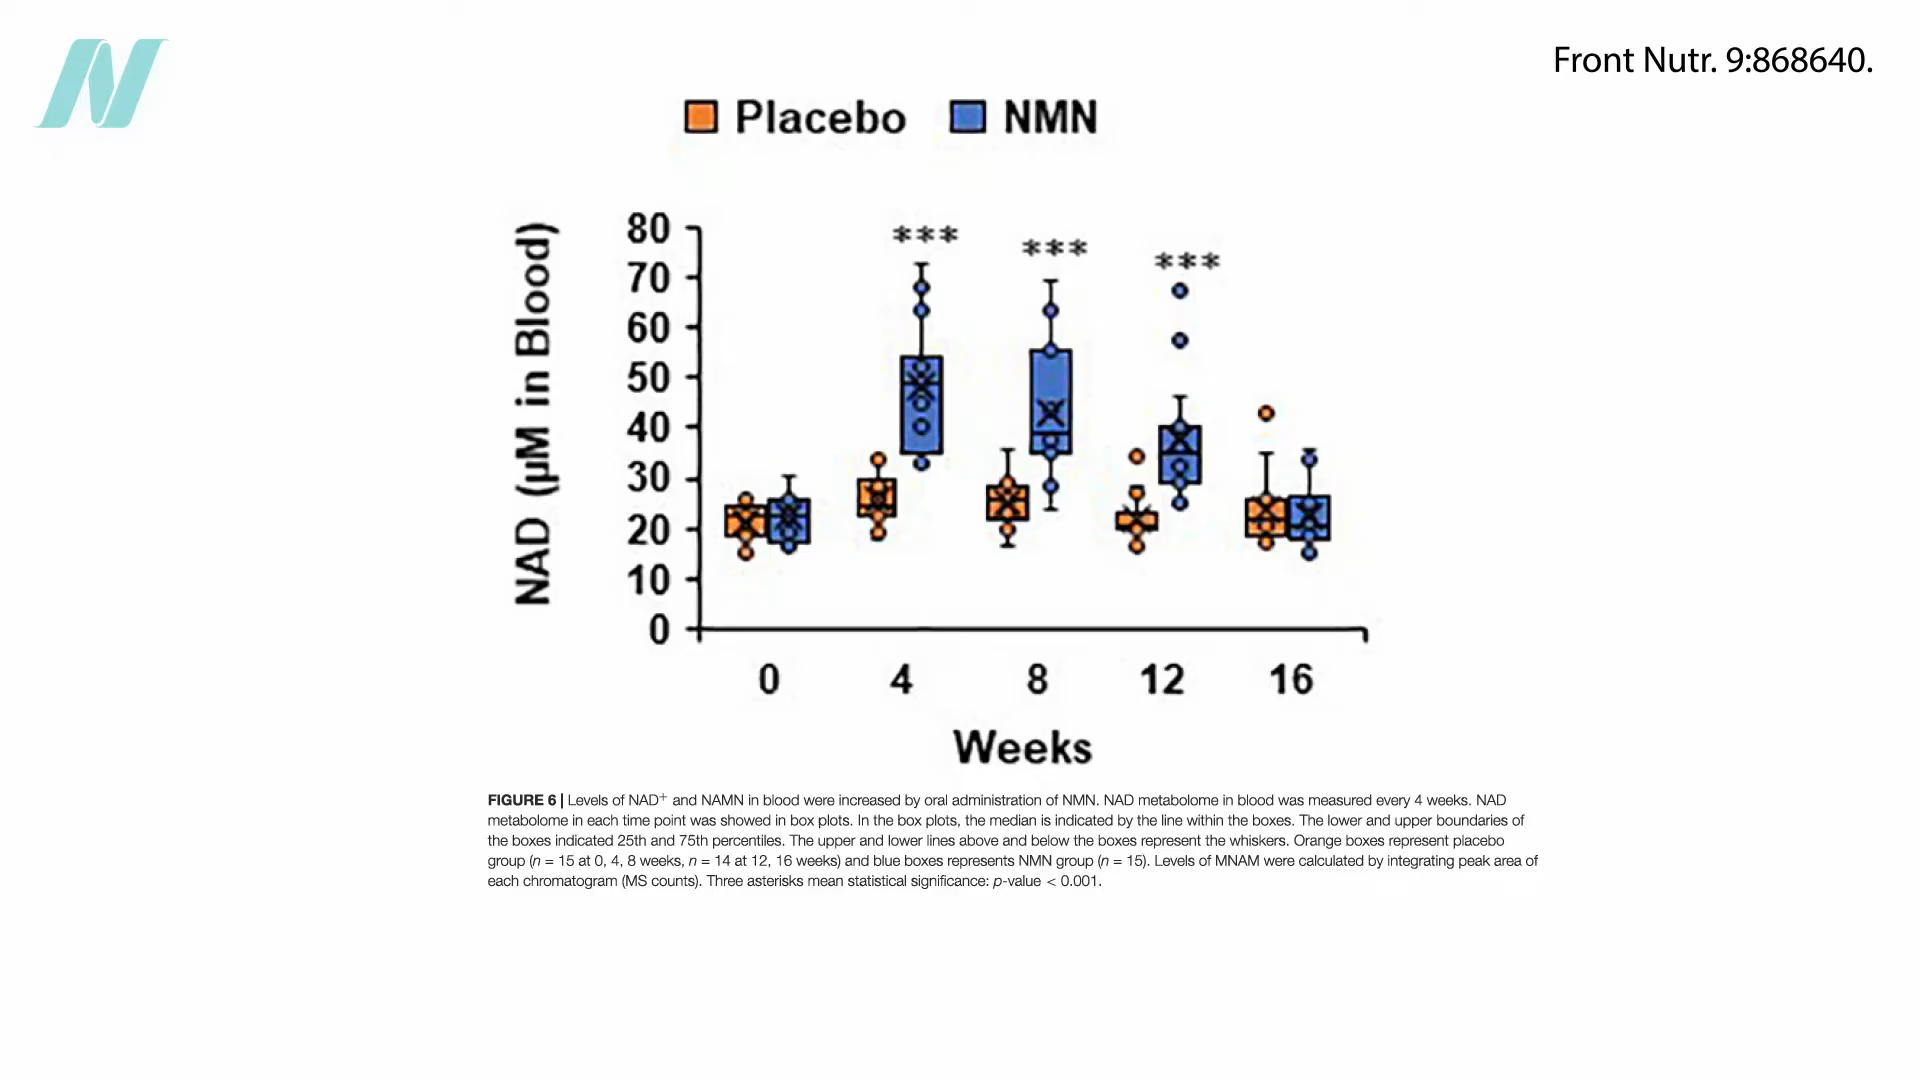 Front Nutr. 9:868640.
Placebo NMN
NAD (µM in Blood)
80
70
60
50
40
30
20
10
0
*** *** ***
0 4 8 12 16
Weeks
FIGURE 6 | Levels of NAD+ and NAMN in blood were increased by oral administration of NMN. NAD metabolome in blood was measured every 4 weeks. NAD
metabolome in each time point was showed in box plots. In the box plots, the median is indicated by the line within the boxes. The lower and upper boundaries of
the boxes indicated 25th and 75th percentiles. The upper and lower lines above and below the boxes represent the whiskers. Orange boxes represent placebo
group (n = 15 at 0, 4, 8 weeks, n = 14 at 12, 16 weeks) and blue boxes represents NMN group (n = 15). Levels of MNAM were calculated by integrating peak area of
each chromatogram (MS counts). Three asterisks mean statistical significance: p-value < 0.001.